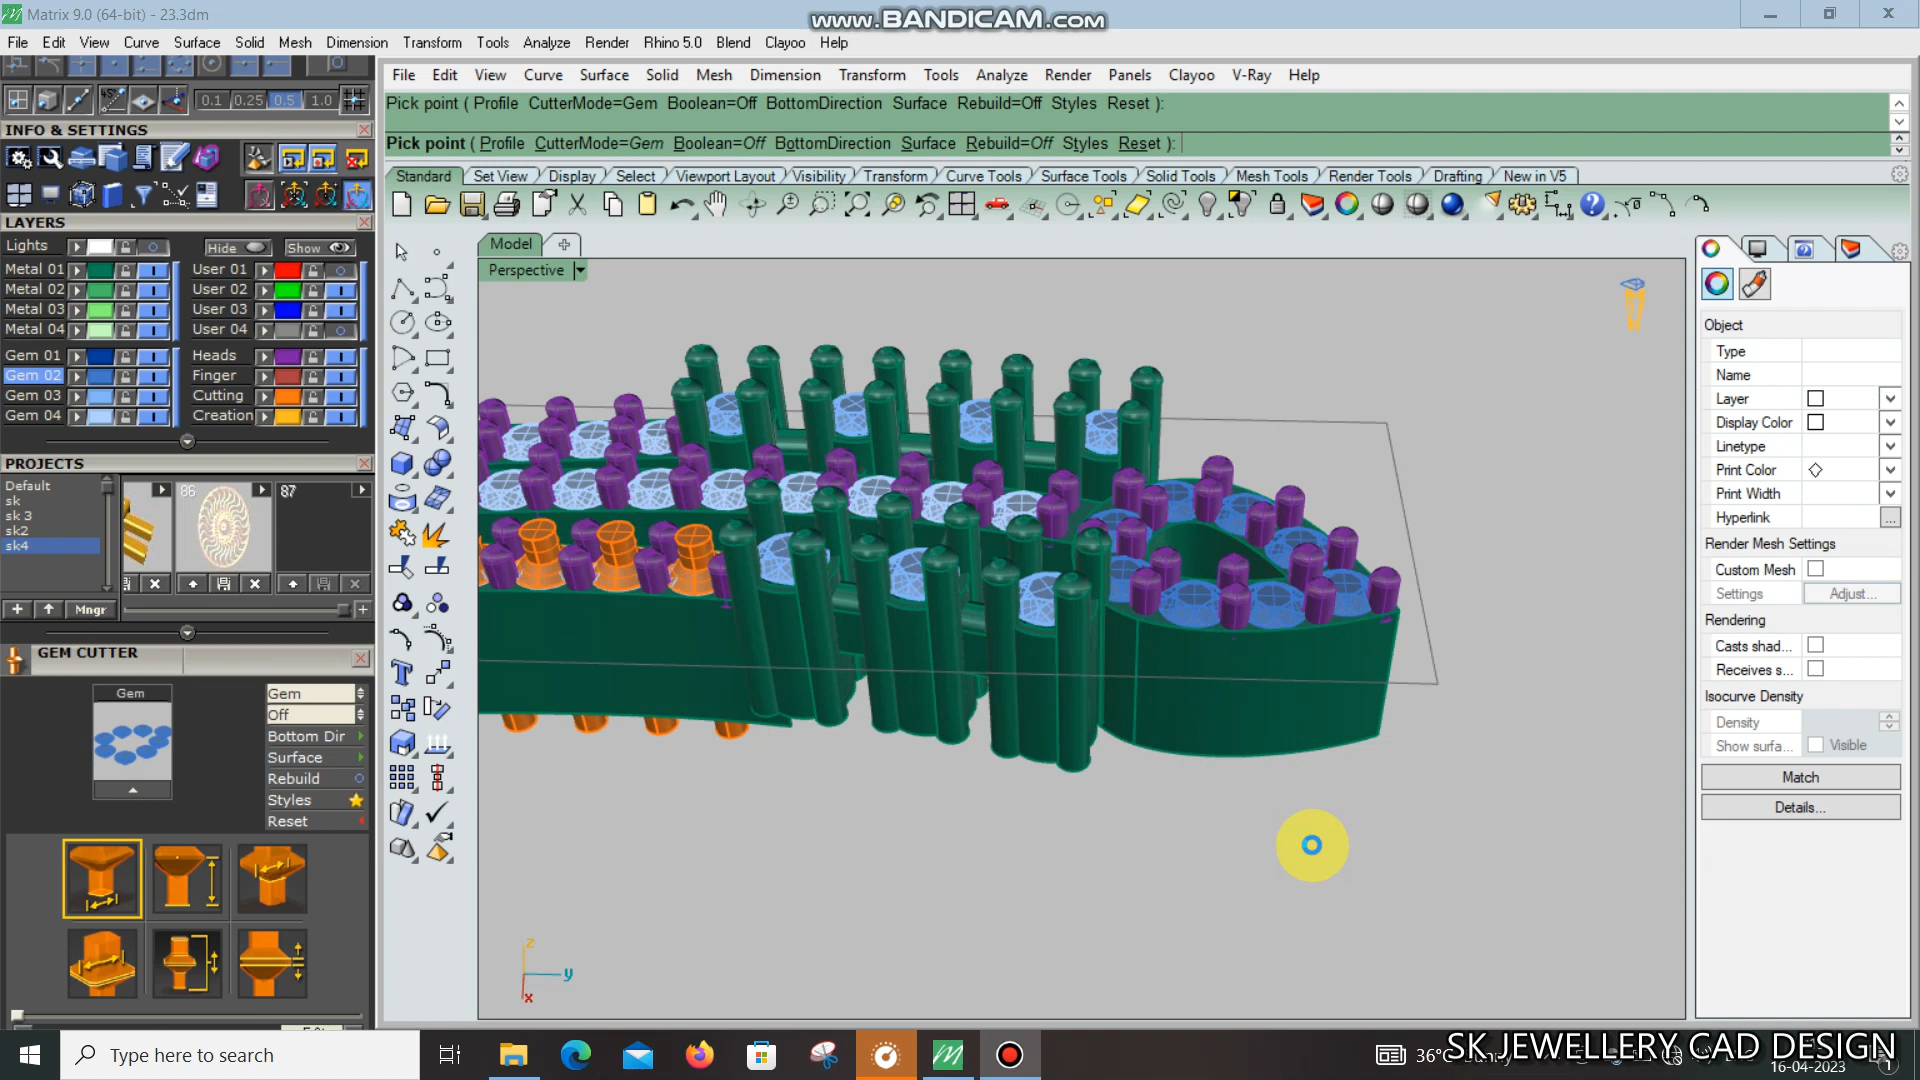 Matrix 9.0 (64-bit) - 23.3dm
www.BANDICAM.com
File Edit View Curve Surface Solid Mesh Dimension Transform Tools Analyze Render Rhino 5.0 Blend Clayoo Help
File Edit View Curve Surface Solid Mesh Dimension Transform Tools Analyze Render Panels Clayoo V-Ray Help
0.1 0.25 0.5 1.0
Pick point ( Profile CutterMode=Gem Boolean=Off BottomDirection Surface Rebuild=Off Styles Reset ):
Pick point ( Profile CutterMode=Gem Boolean=Off BottomDirection Surface Rebuild=Off Styles Reset ):
INFO & SETTINGS
Standard Set View Display Select Viewport Layout Visibility Transform Curve Tools Surface Tools Solid Tools Mesh Tools Render Tools Drafting New in V5
LAYERS
Lights Hide Show
Metal 01 User 01
Metal 02 User 02
Metal 03 User 03
Metal 04 User 04
Gem 01 Heads
Gem 02 Finger
Gem 03 Cutting
Gem 04 Creation
Model
Perspective
PROJECTS
Default
sk
sk 3
sk2
sk4
86 87
Mngr
GEM CUTTER
Gem
Gem
Off
Bottom Dir
Surface
Rebuild
Styles
Reset
Object
Type
Name
Layer
Display Color
Linetype
Print Color
Print Width
Hyperlink ...
Render Mesh Settings
Custom Mesh
Settings Adjust...
Rendering
Casts shad...
Receives s...
Isocurve Density
Density
Show surfa... Visible
Match
Details...
z
y
x
Type here to search
36°C
SK JEWELLERY CAD DESIGN
16-04-2023
1